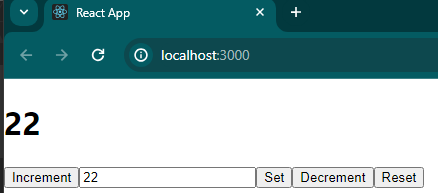 React App
localhost:3000
22
Increment 22 Set Decrement Reset